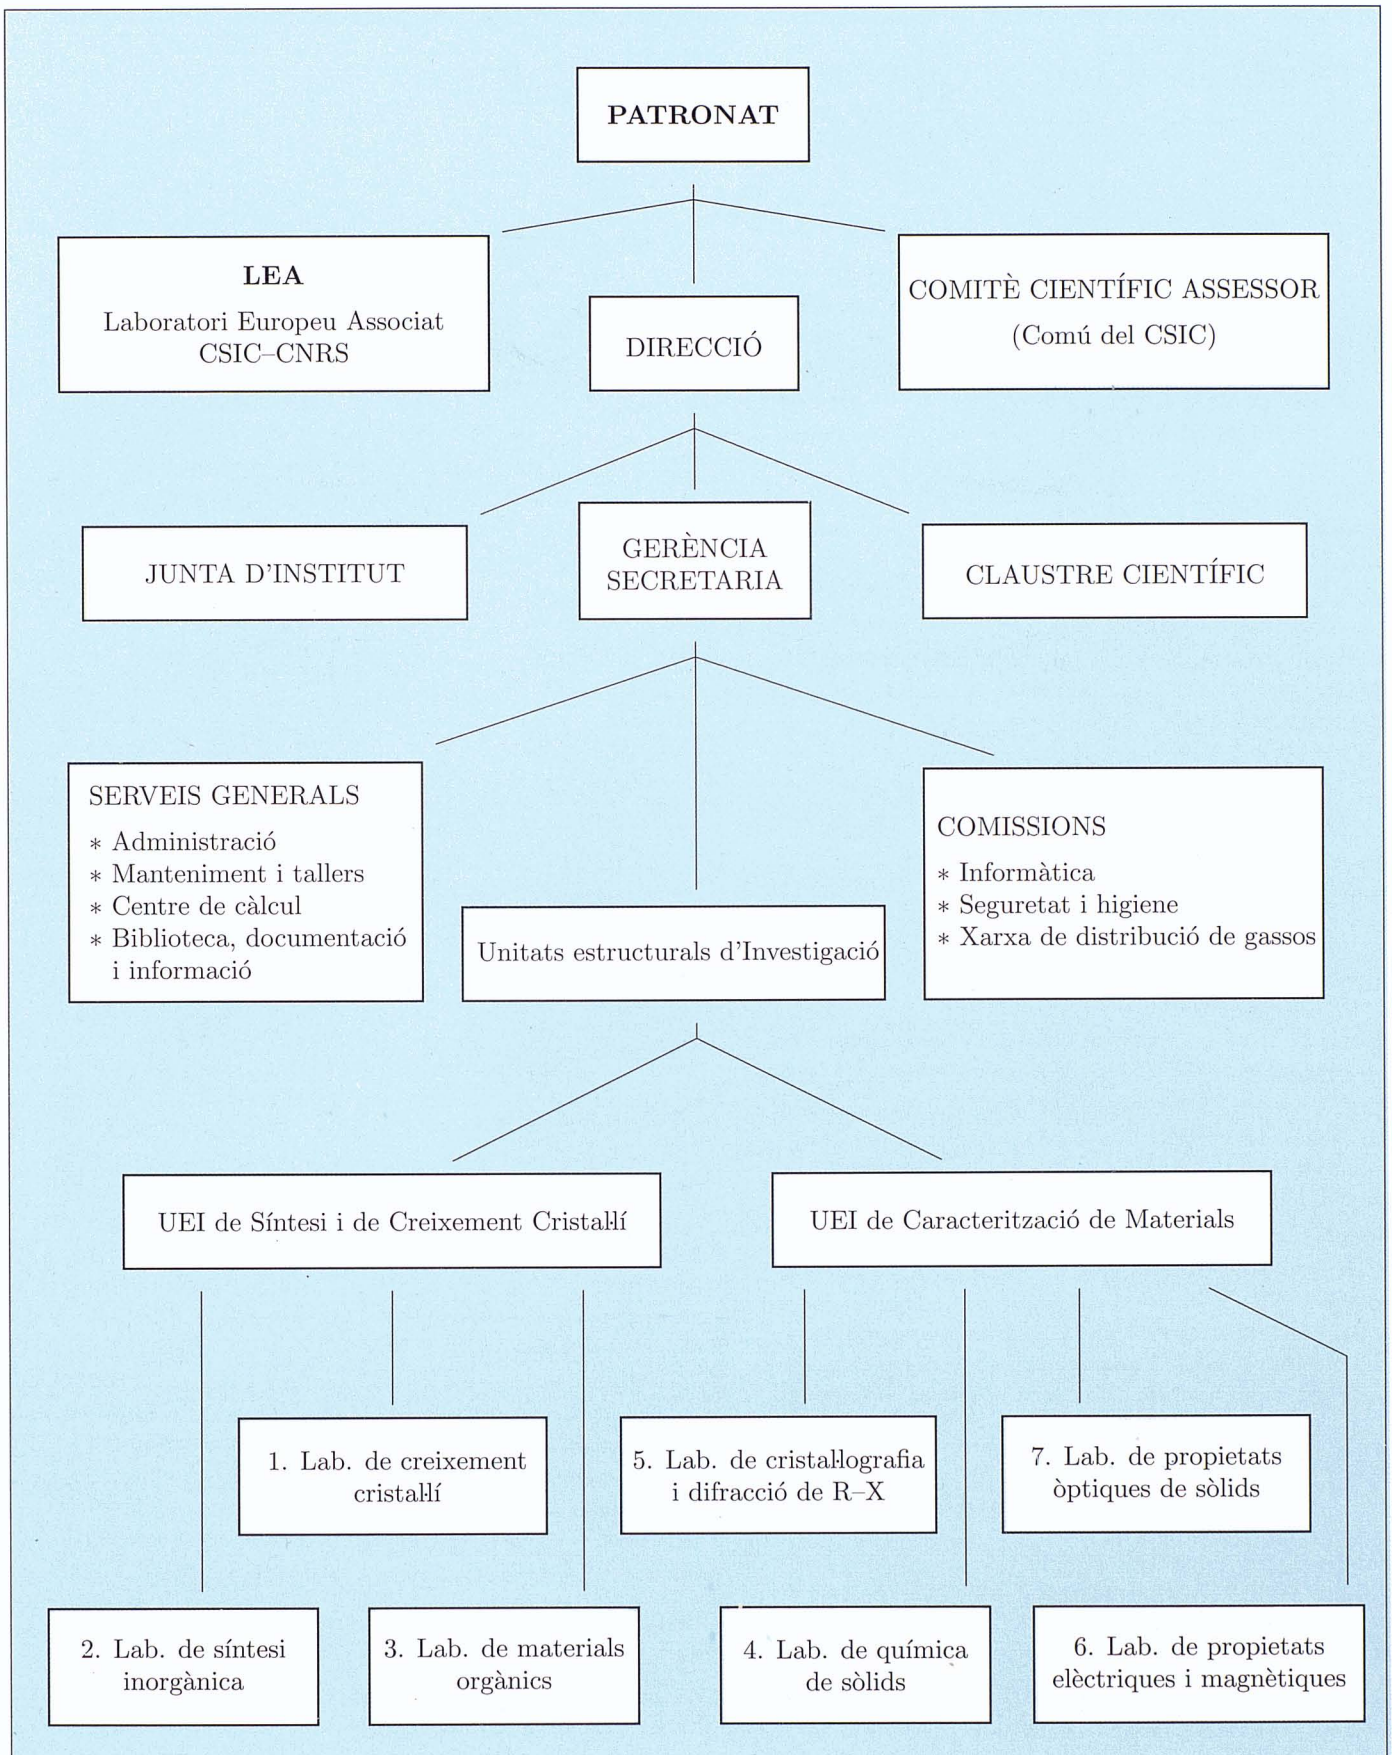 PATRONAT
LEA
Laboratori Europeu Associat
CSIC–CNRS
DIRECCIÓ
COMITÈ CIENTÍFIC ASSESSOR
(Comú del CSIC)
JUNTA D'INSTITUT
GERÈNCIA
SECRETARIA
CLAUSTRE CIENTÍFIC
SERVEIS GENERALS
* Administració
* Manteniment i tallers
* Centre de càlcul
* Biblioteca, documentació
i informació
Unitats estructurals d'Investigació
COMISSIONS
* Informàtica
* Seguretat i higiene
* Xarxa de distribució de gassos
UEI de Síntesi i de Creixement Cristal·lí
UEI de Caracterització de Materials
1. Lab. de creixement
cristal·lí
5. Lab. de cristal·lografia
i difracció de R–X
7. Lab. de propietats
òptiques de sòlids
2. Lab. de síntesi
inorgànica
3. Lab. de materials
orgànics
4. Lab. de química
de sòlids
6. Lab. de propietats
elèctriques i magnètiques